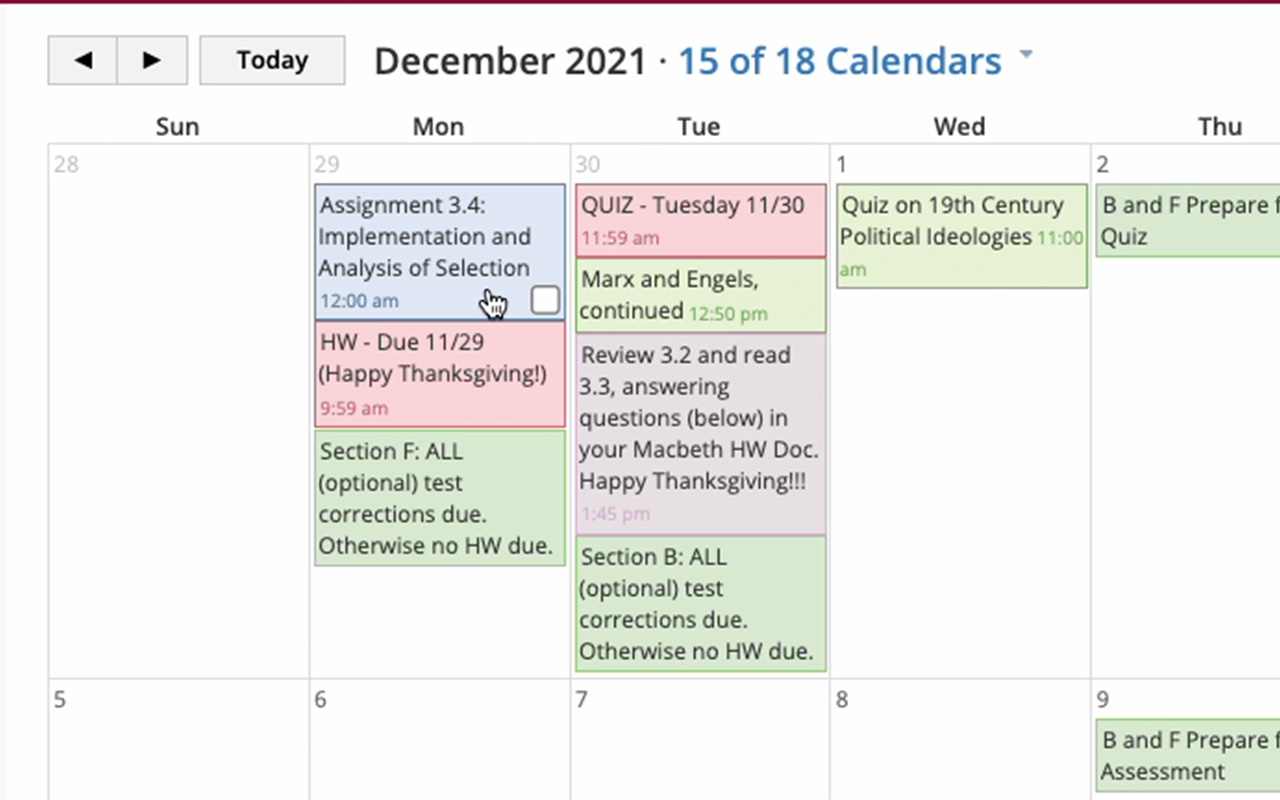 Today
December 2021 · 15 of 18 Calendars
Sun Mon Tue Wed Thu
28
29
Assignment 3.4:
Implementation and
Analysis of Selection
12:00 am
HW - Due 11/29
(Happy Thanksgiving!)
9:59 am
Section F: ALL
(optional) test
corrections due.
Otherwise no HW due.
30
QUIZ - Tuesday 11/30
11:59 am
Marx and Engels,
continued 12:50 pm
Review 3.2 and read
3.3, answering
questions (below) in
your Macbeth HW Doc.
Happy Thanksgiving!!!
1:45 pm
Section B: ALL
(optional) test
corrections due.
Otherwise no HW due.
1
Quiz on 19th Century
Political Ideologies 11:00
am
2
B and F Prepare f
Quiz
5
6
7
8
9
B and F Prepare f
Assessment